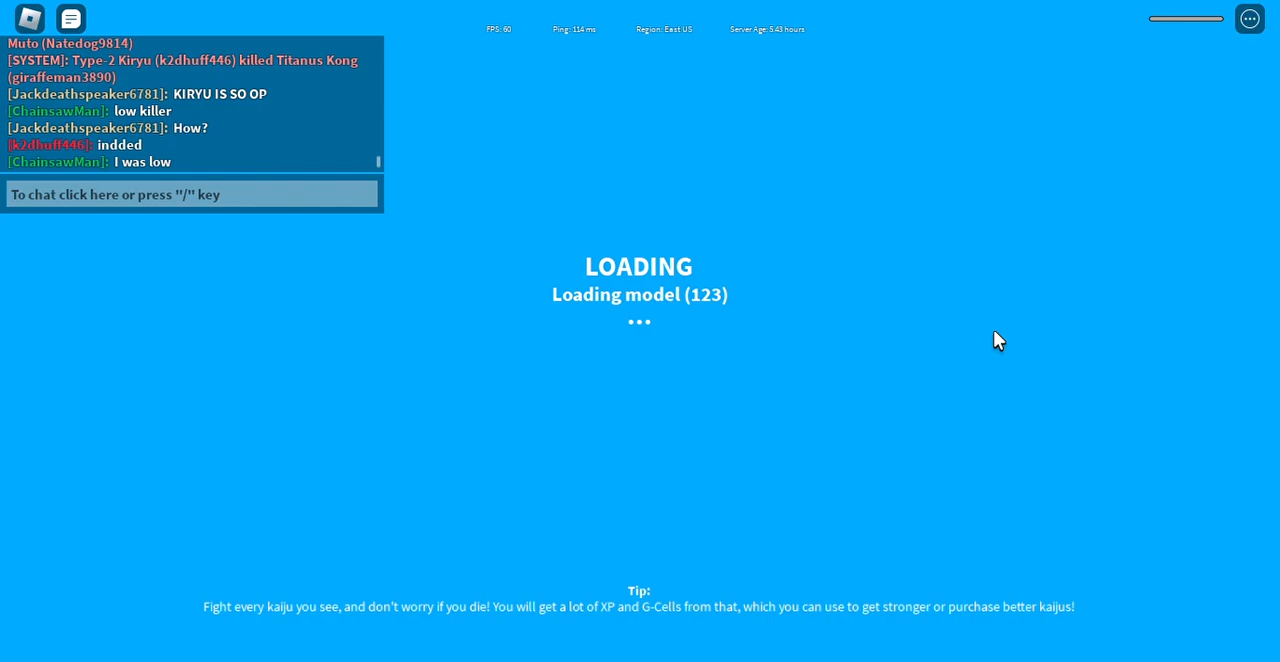 FPS: 60 Ping: 114 ms Region: East US Server Age: 5.43 hours
Muto (Natedog9814)
[SYSTEM]: Type-2 Kiryu (k2dhuff446) killed Titanus Kong
(giraffeman3890)
[Jackdeathspeaker6781]: KIRYU IS SO OP
[ChainsawMan]: low killer
[Jackdeathspeaker6781]: How?
[k2dhuff446]: indded
[ChainsawMan]: I was low
To chat click here or press "/" key
LOADING
Loading model (123)
...
Tip:
Fight every kaiju you see, and don't worry if you die! You will get a lot of XP and G-Cells from that, which you can use to get stronger or purchase better kaijus!